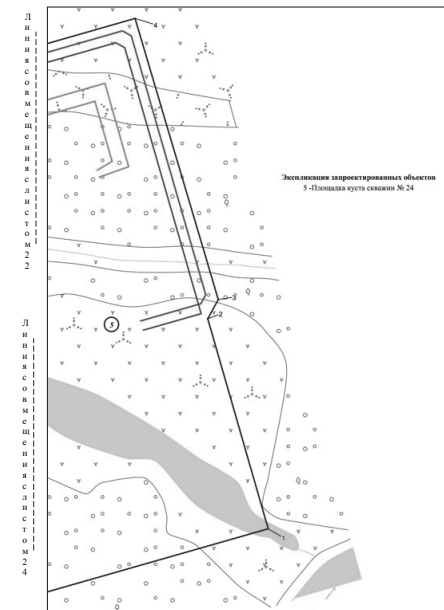 Линия совмещения с листом 22
4
Экспликация запроектированных объектов
5 -Площадка куста скважин № 24
3
2
5
Линия совмещения с листом 24
1